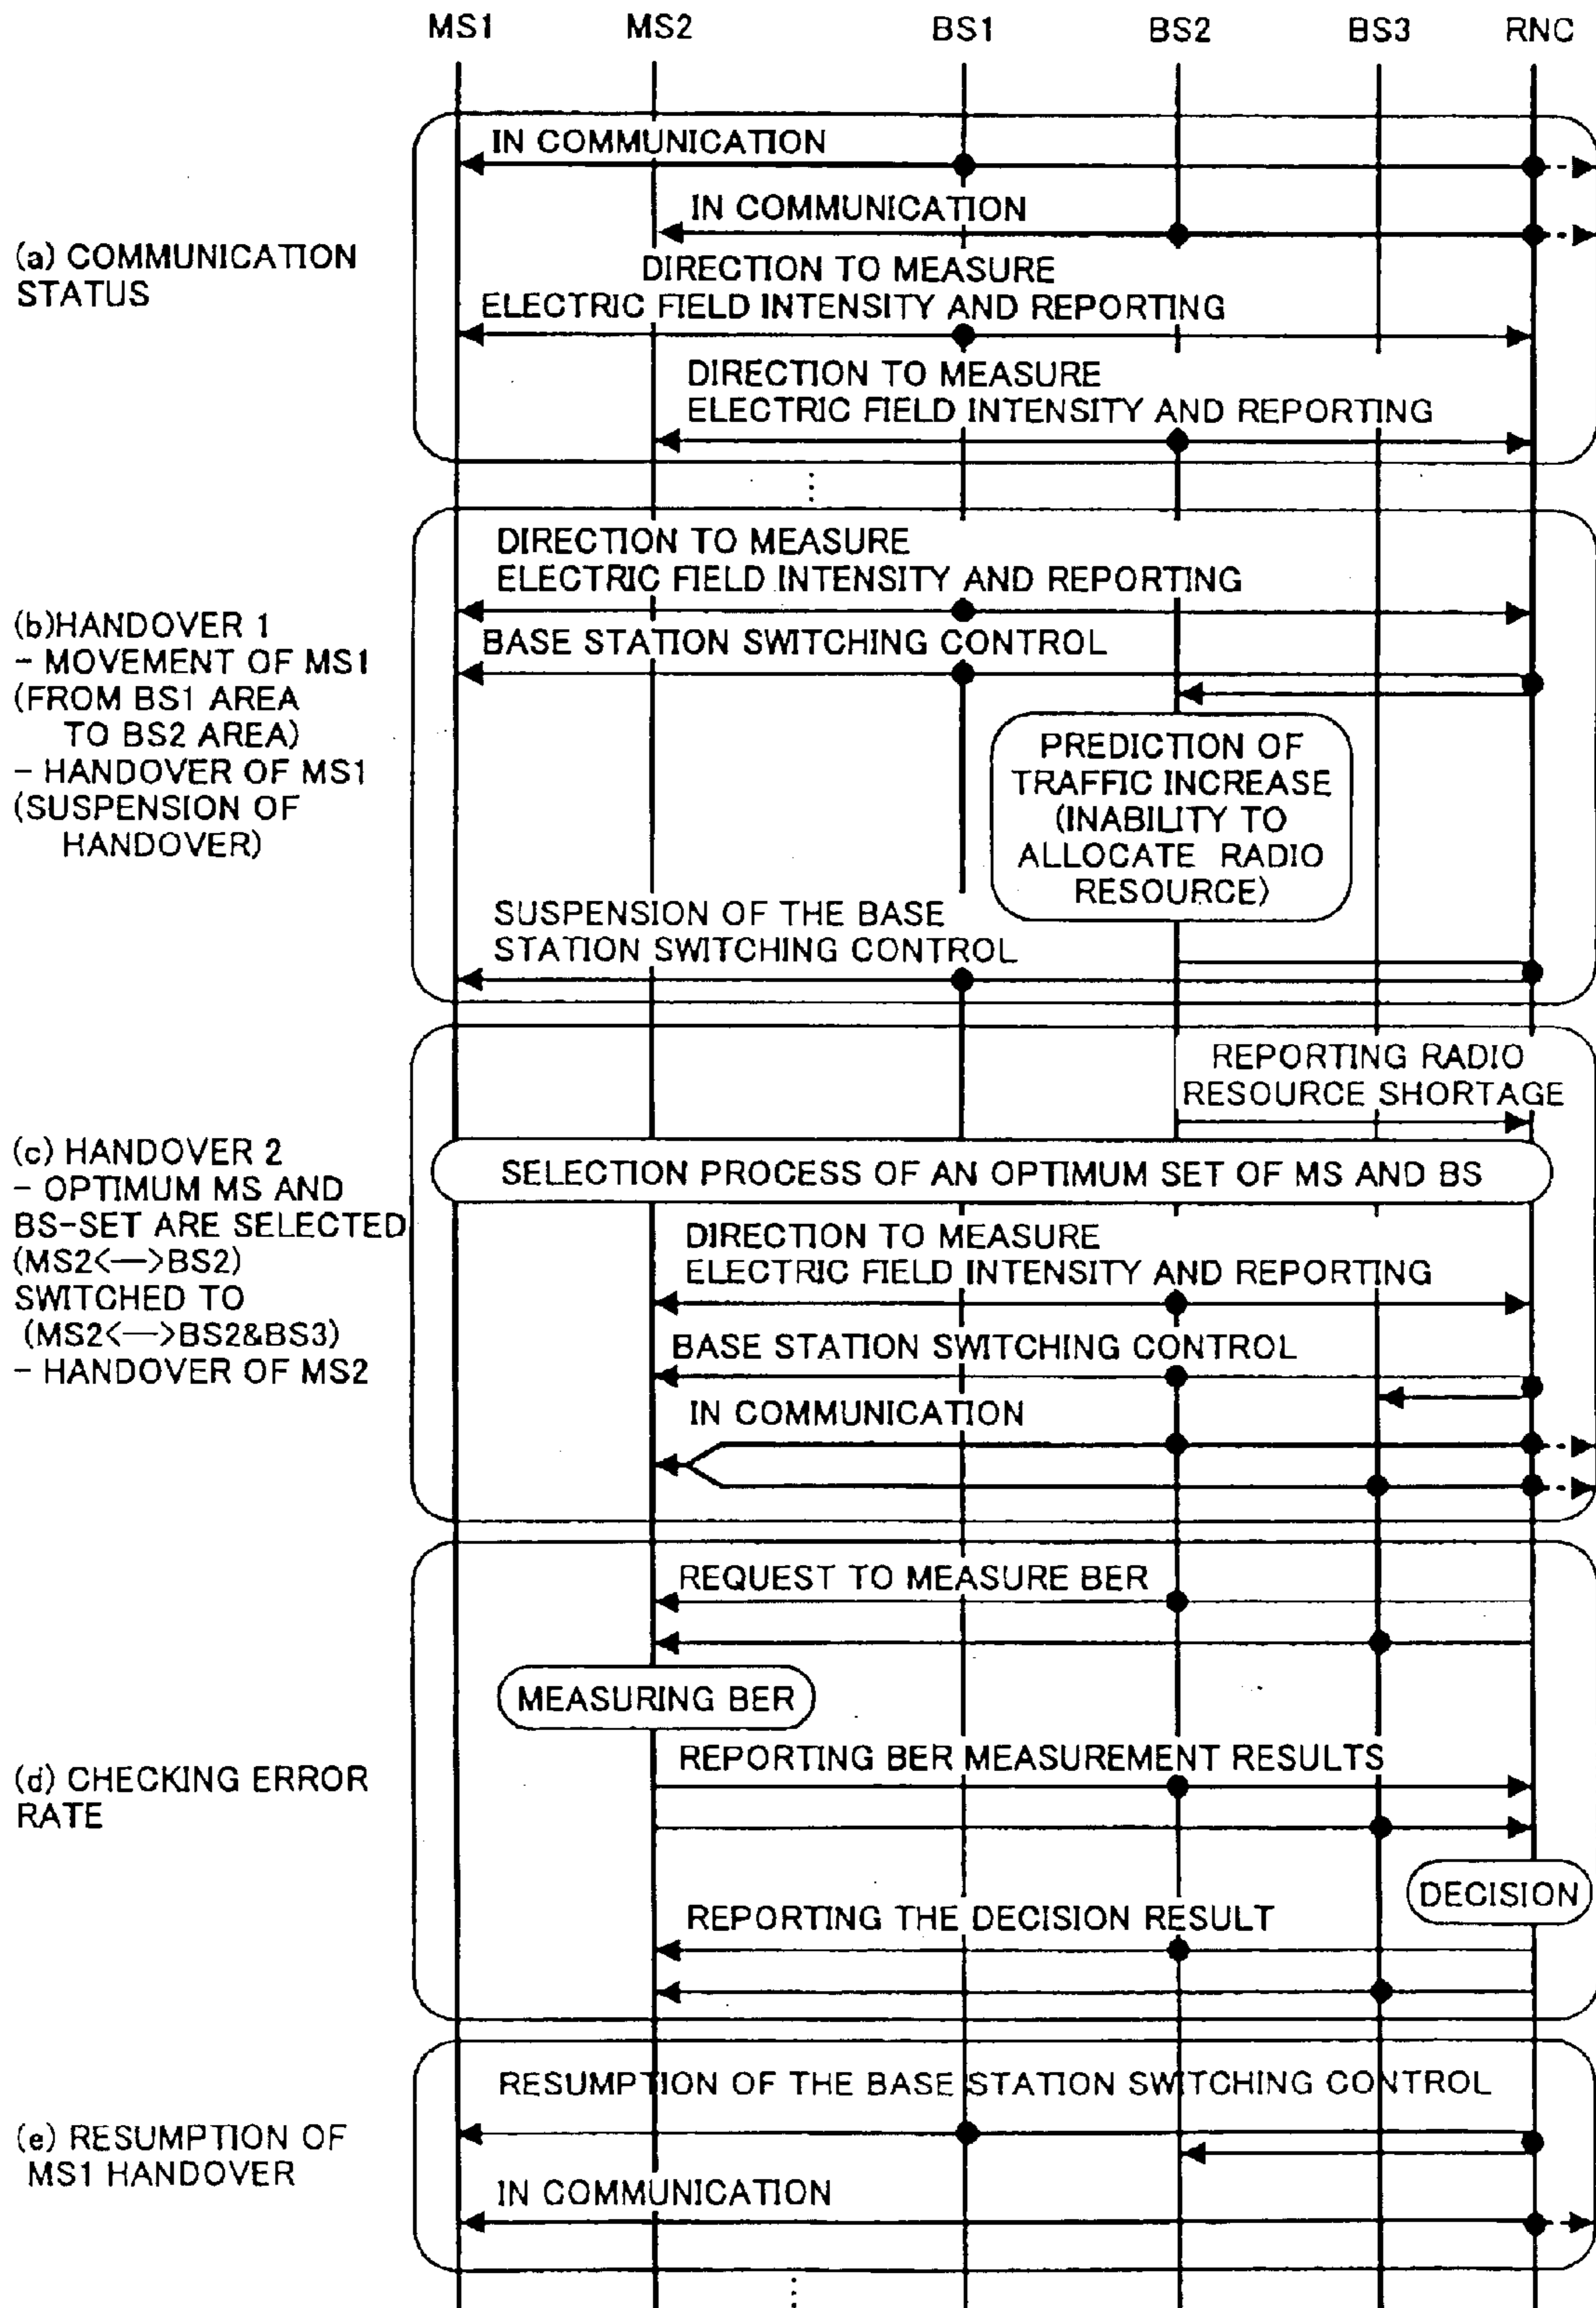 MS1 MS2 BS1 BS2 BS3 RNC
(a) COMMUNICATION
STATUS
IN COMMUNICATION
IN COMMUNICATION
DIRECTION TO MEASURE
ELECTRIC FIELD INTENSITY AND REPORTING
DIRECTION TO MEASURE
ELECTRIC FIELD INTENSITY AND REPORTING
(b)HANDOVER 1
- MOVEMENT OF MS1
(FROM BS1 AREA
TO BS2 AREA)
- HANDOVER OF MS1
(SUSPENSION OF
HANDOVER)
DIRECTION TO MEASURE
ELECTRIC FIELD INTENSITY AND REPORTING
BASE STATION SWITCHING CONTROL
PREDICTION OF
TRAFFIC INCREASE
(INABILITY TO
ALLOCATE RADIO
RESOURCE)
SUSPENSION OF THE BASE
STATION SWITCHING CONTROL
(c) HANDOVER 2
- OPTIMUM MS AND
BS-SET ARE SELECTED
(MS2<—>BS2)
SWITCHED TO
(MS2<—>BS2&BS3)
- HANDOVER OF MS2
REPORTING RADIO
RESOURCE SHORTAGE
SELECTION PROCESS OF AN OPTIMUM SET OF MS AND BS
DIRECTION TO MEASURE
ELECTRIC FIELD INTENSITY AND REPORTING
BASE STATION SWITCHING CONTROL
IN COMMUNICATION
(d) CHECKING ERROR
RATE
REQUEST TO MEASURE BER
MEASURING BER
REPORTING BER MEASUREMENT RESULTS
DECISION
REPORTING THE DECISION RESULT
(e) RESUMPTION OF
MS1 HANDOVER
RESUMPTION OF THE BASE STATION SWITCHING CONTROL
IN COMMUNICATION